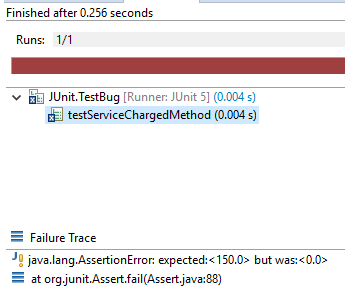 Finished after 0.256 seconds
Runs: 1/1
JUnit.TestBug [Runner: JUnit 5] (0.004 s)
testServiceChargedMethod (0.004 s)
Failure Trace
java.lang.AssertionError: expected:<150.0> but was:<0.0>
at org.junit.Assert.fail(Assert.java:88)